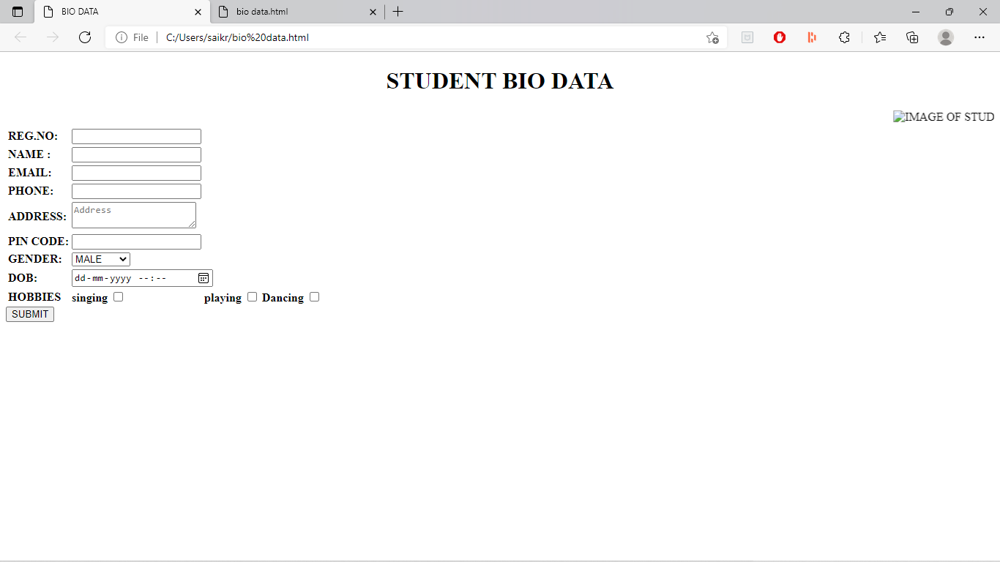 BIO DATA
bio data.html
File
C:/Users/saikr/bio%20data.html
STUDENT BIO DATA
IMAGE OF STUD
REG.NO:
NAME :
EMAIL:
PHONE:
ADDRESS: Address
PIN CODE:
GENDER: MALE
DOB: dd-mm-yyyy --:--
HOBBIES singing playing Dancing
SUBMIT